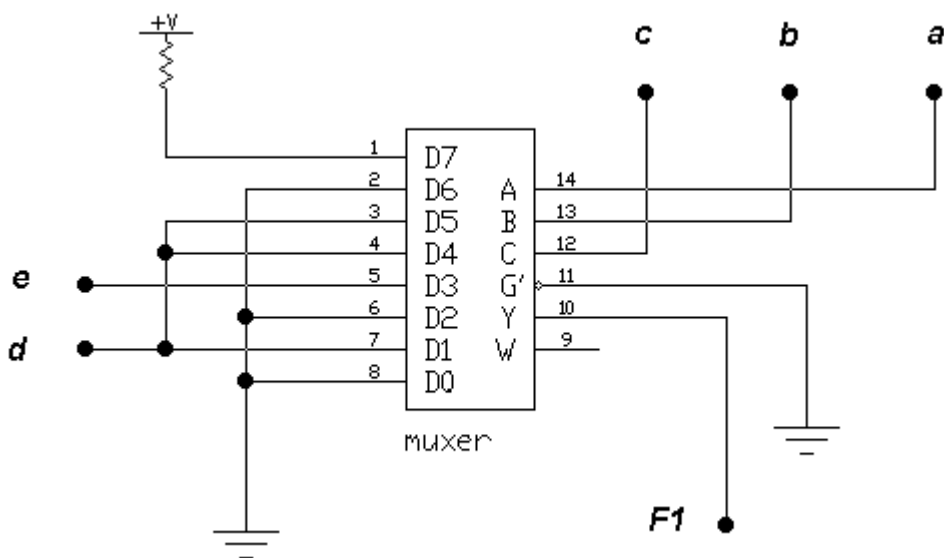 +V
c b a
1 D7
2 D6 A 14
3 D5 B 13
4 D4 C 12
e 5 D3 G' 11
6 D2 Y 10
d 7 D1 W 9
8 D0
muxer
F1